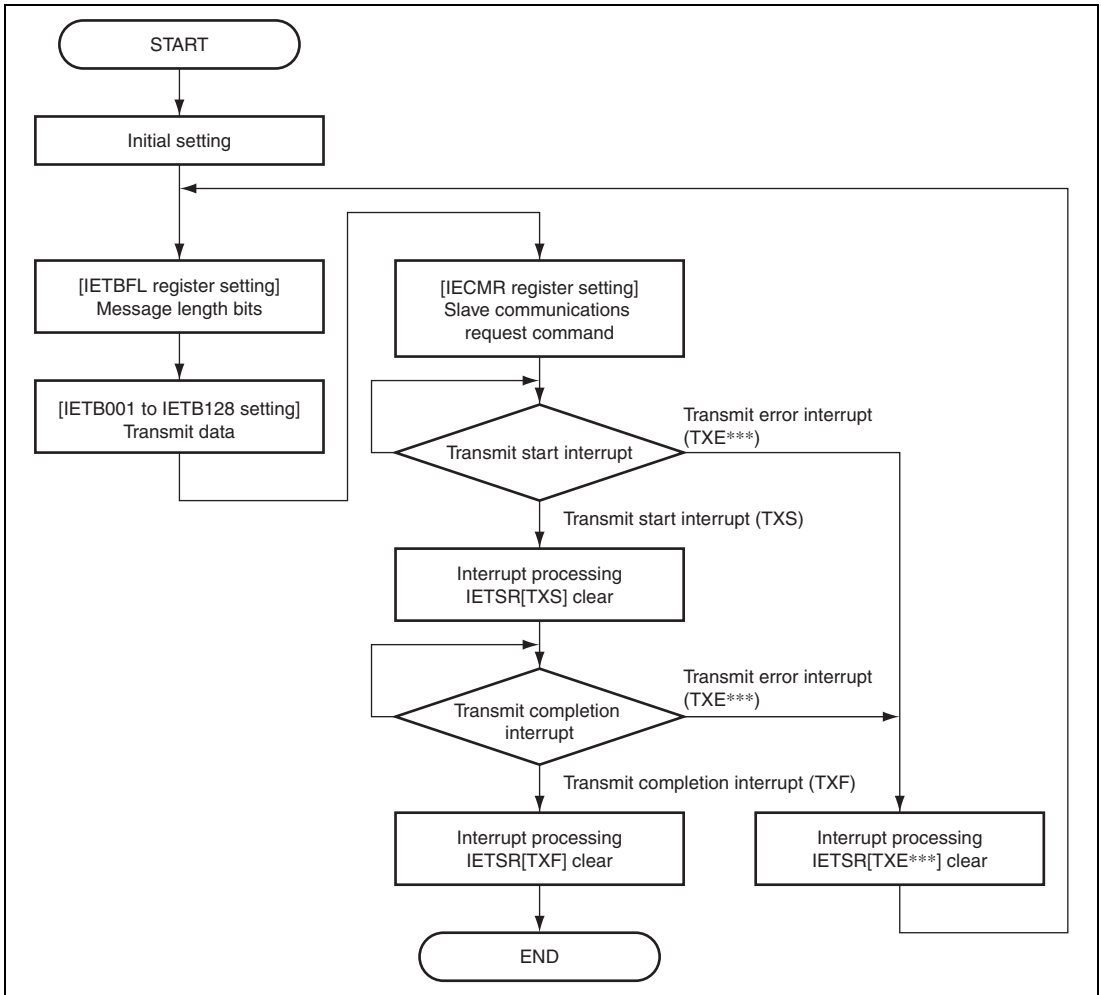 START
Initial setting
[IETBFL register setting]
Message length bits
[IETB001 to IETB128 setting]
Transmit data
[IECMR register setting]
Slave communications
request command
Transmit start interrupt
Transmit error interrupt
(TXE***)
Transmit start interrupt (TXS)
Interrupt processing
IETSR[TXS] clear
Transmit completion
interrupt
Transmit error interrupt
(TXE***)
Transmit completion interrupt (TXF)
Interrupt processing
IETSR[TXF] clear
Interrupt processing
IETSR[TXE***] clear
END